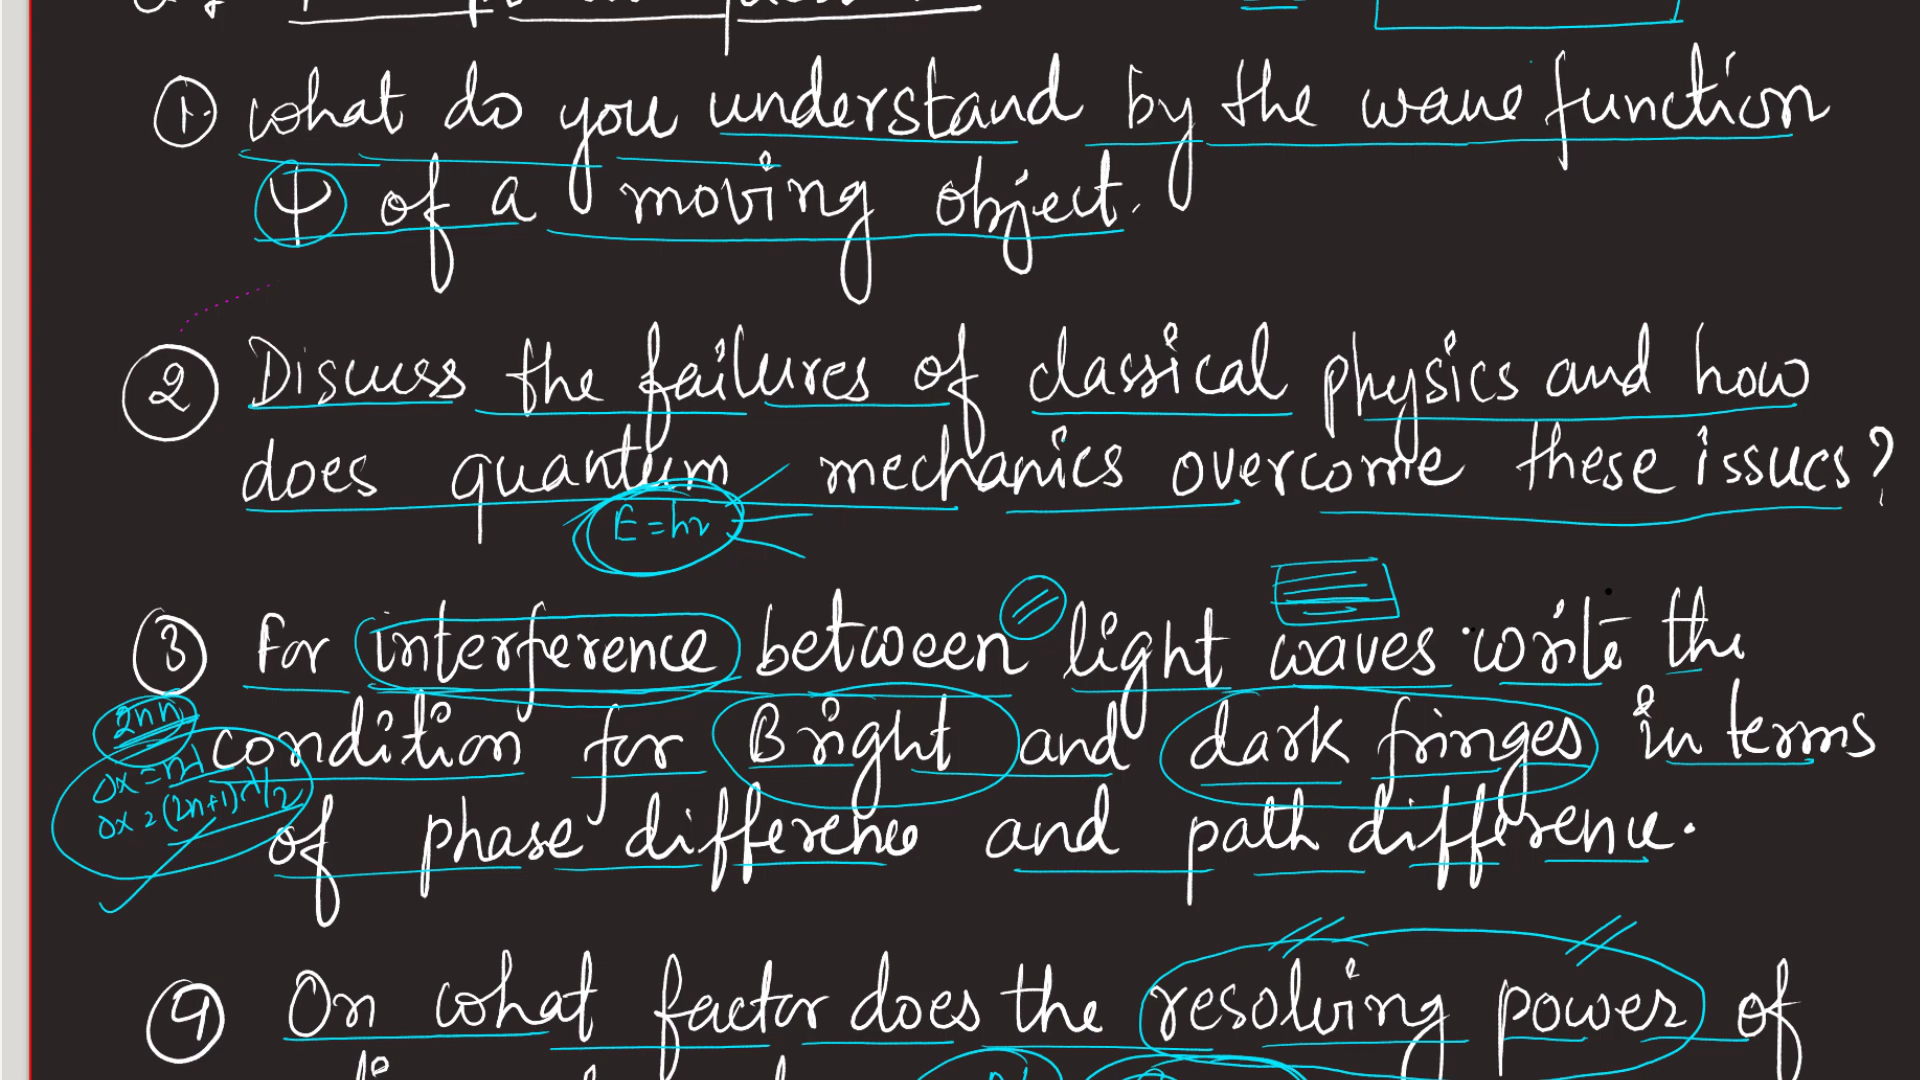 ① what do you understand by the wave function
Ψ of a moving object.
② Discuss the failures of classical physics and how
does quantum mechanics overcome these issues?
E=hν
③ For interference between light waves write the
2nπ
condition for Bright and dark fringes in terms
Δx=nλ
Δx=(2n+1)λ/2
of phase difference and path difference.
④ On what factor does the resolving power of